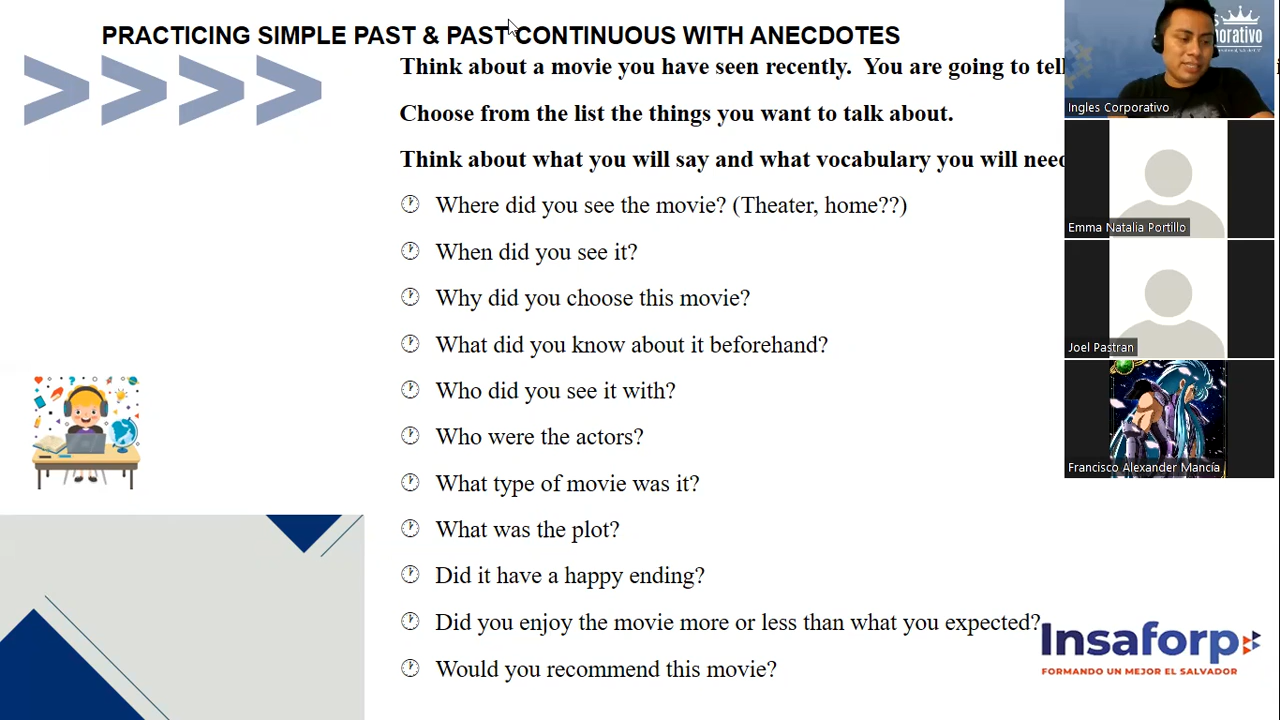 PRACTICING SIMPLE PAST & PAST CONTINUOUS WITH ANECDOTES
Think about a movie you have seen recently. You are going to tell
Choose from the list the things you want to talk about.
Think about what you will say and what vocabulary you will need
Where did you see the movie? (Theater, home??)
When did you see it?
Why did you choose this movie?
What did you know about it beforehand?
Who did you see it with?
Who were the actors?
What type of movie was it?
What was the plot?
Did it have a happy ending?
Did you enjoy the movie more or less than what you expected?
Would you recommend this movie?
Ingles Corporativo
Emma Natalia Portillo
Joel Pastran
Francisco Alexander Mancía
Insaforp
FORMANDO UN MEJOR EL SALVADOR